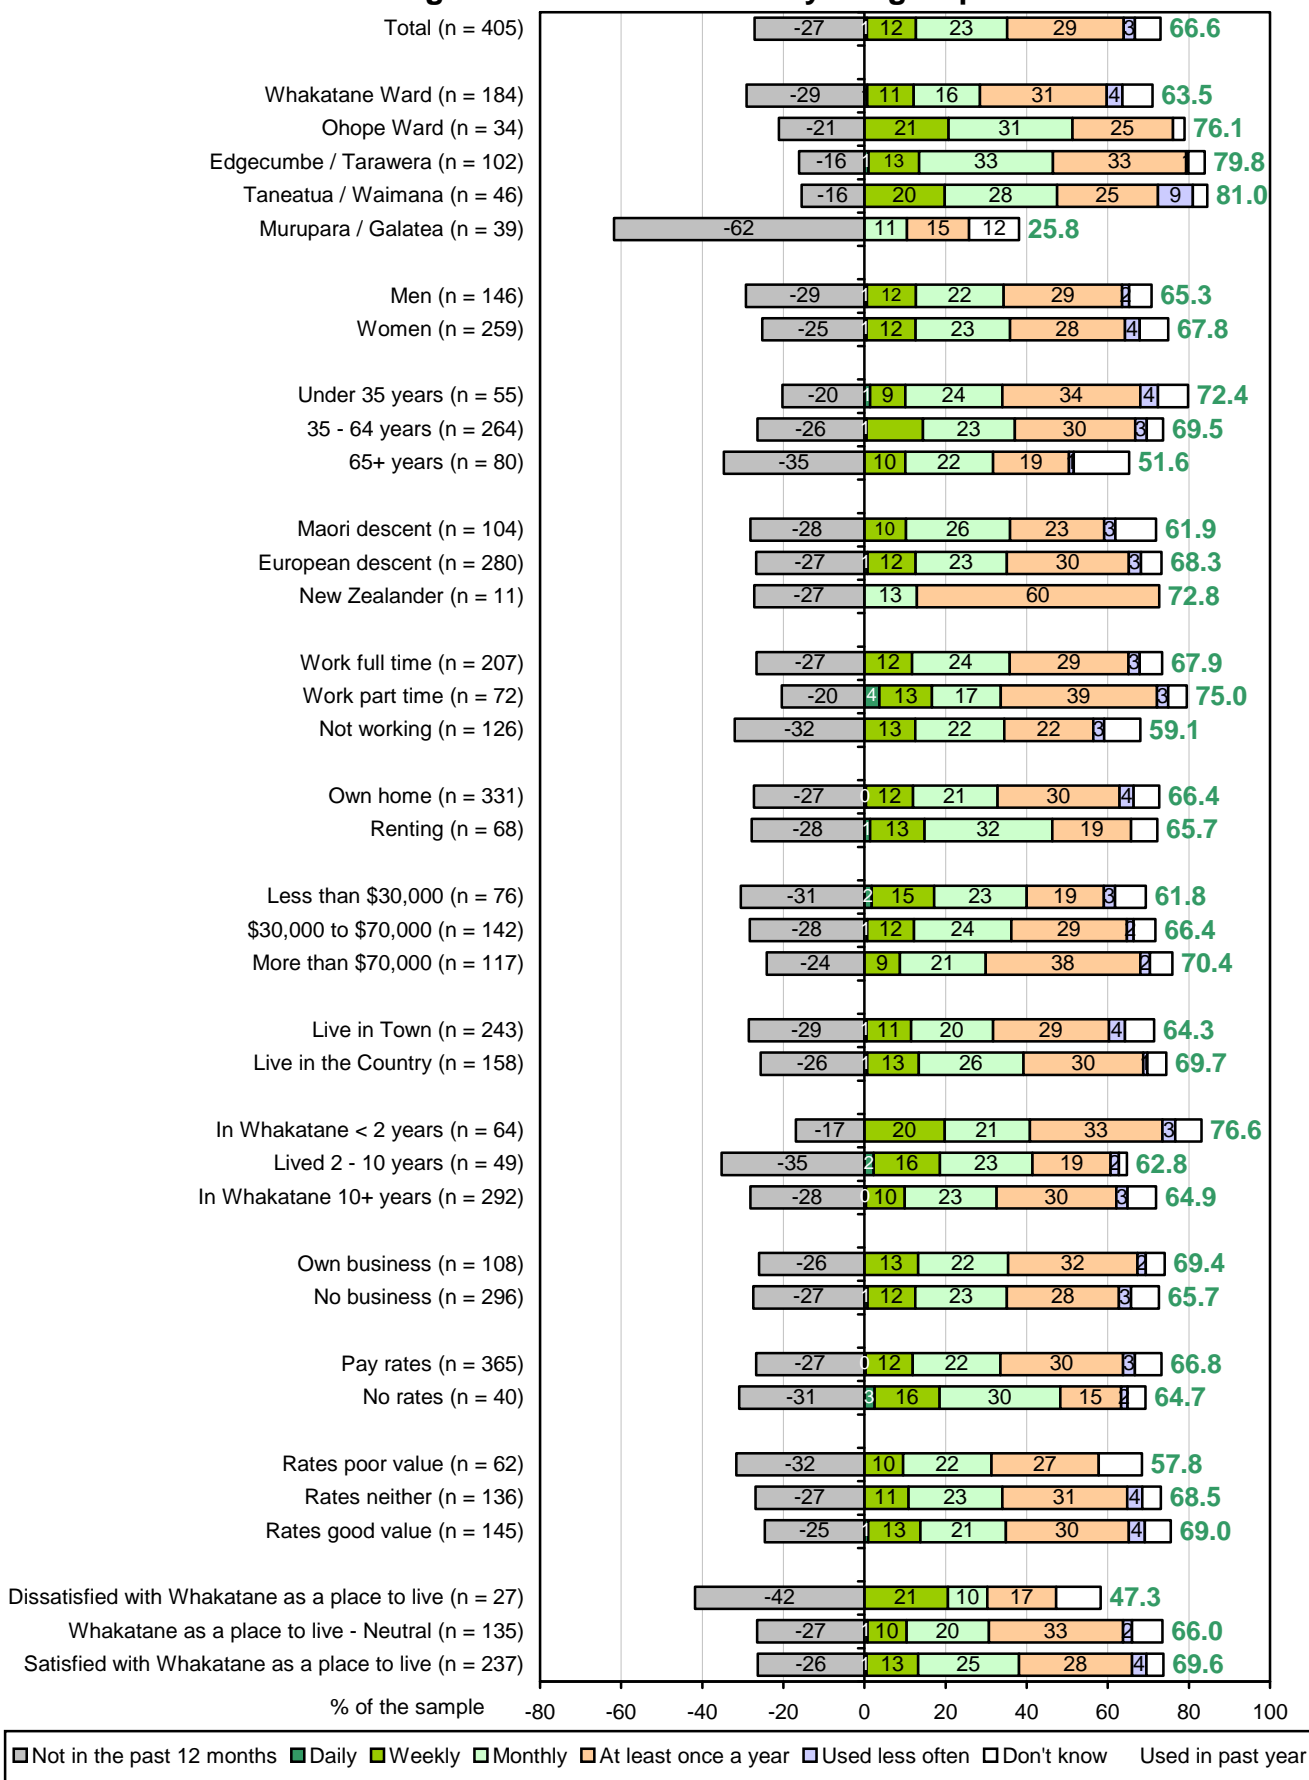 Total (n = 405) -27 1 12 23 29 3 66.6
Whakatane Ward (n = 184) -29 11 16 31 4 63.5
Ohope Ward (n = 34) -21 21 31 25 76.1
Edgecumbe / Tarawera (n = 102) -16 1 13 33 33 1 79.8
Taneatua / Waimana (n = 46) -16 20 28 25 9 81.0
Murupara / Galatea (n = 39) -62 11 15 12 25.8
Men (n = 146) -29 1 12 22 29 2 65.3
Women (n = 259) -25 1 12 23 28 4 67.8
Under 35 years (n = 55) -20 1 9 24 34 4 72.4
35 - 64 years (n = 264) -26 1 23 30 3 69.5
65+ years (n = 80) -35 10 22 19 1 51.6
Maori descent (n = 104) -28 10 26 23 3 61.9
European descent (n = 280) -27 1 12 23 30 3 68.3
New Zealander (n = 11) -27 13 60 72.8
Work full time (n = 207) -27 12 24 29 3 67.9
Work part time (n = 72) -20 4 13 17 39 3 75.0
Not working (n = 126) -32 13 22 22 3 59.1
Own home (n = 331) -27 0 12 21 30 4 66.4
Renting (n = 68) -28 1 13 32 19 65.7
Less than $30,000 (n = 76) -31 2 15 23 19 3 61.8
$30,000 to $70,000 (n = 142) -28 1 12 24 29 2 66.4
More than $70,000 (n = 117) -24 9 21 38 2 70.4
Live in Town (n = 243) -29 1 11 20 29 4 64.3
Live in the Country (n = 158) -26 1 13 26 30 1 69.7
In Whakatane < 2 years (n = 64) -17 20 21 33 3 76.6
Lived 2 - 10 years (n = 49) -35 2 16 23 19 2 62.8
In Whakatane 10+ years (n = 292) -28 0 10 23 30 3 64.9
Own business (n = 108) -26 13 22 32 2 69.4
No business (n = 296) -27 1 12 23 28 3 65.7
Pay rates (n = 365) -27 0 12 22 30 3 66.8
No rates (n = 40) -31 3 16 30 15 2 64.7
Rates poor value (n = 62) -32 10 22 27 57.8
Rates neither (n = 136) -27 11 23 31 4 68.5
Rates good value (n = 145) -25 1 13 21 30 4 69.0
Dissatisfied with Whakatane as a place to live (n = 27) -42 21 10 17 47.3
Whakatane as a place to live - Neutral (n = 135) -27 1 10 20 33 2 66.0
Satisfied with Whakatane as a place to live (n = 237) -26 1 13 25 28 4 69.6
% of the sample -80 -60 -40 -20 0 20 40 60 80 100
Not in the past 12 months Daily Weekly Monthly At least once a year Used less often Don't know Used in past year